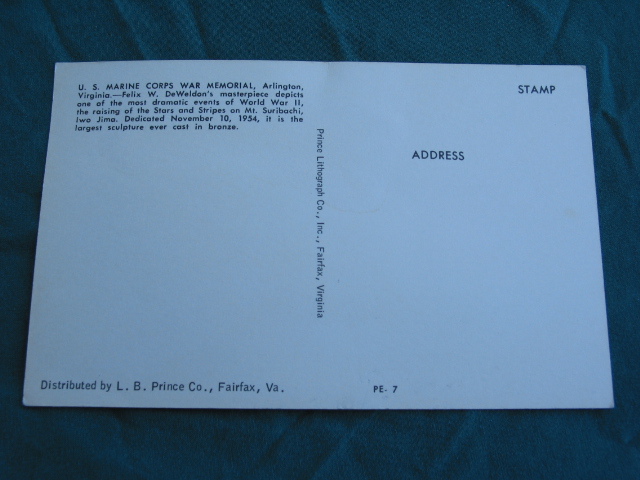 U. S. MARINE CORPS WAR MEMORIAL, Arlington,
Virginia.—Felix W. DeWeldon's masterpiece depicts
one of the most dramatic events of World War II,
the raising of the Stars and Stripes on Mt. Suribachi,
Iwo Jima. Dedicated November 10, 1954, it is the
largest sculpture ever cast in bronze.
Prince Lithograph Co., Inc., Fairfax, Virginia
STAMP
ADDRESS
Distributed by L. B. Prince Co., Fairfax, Va.
PE- 7